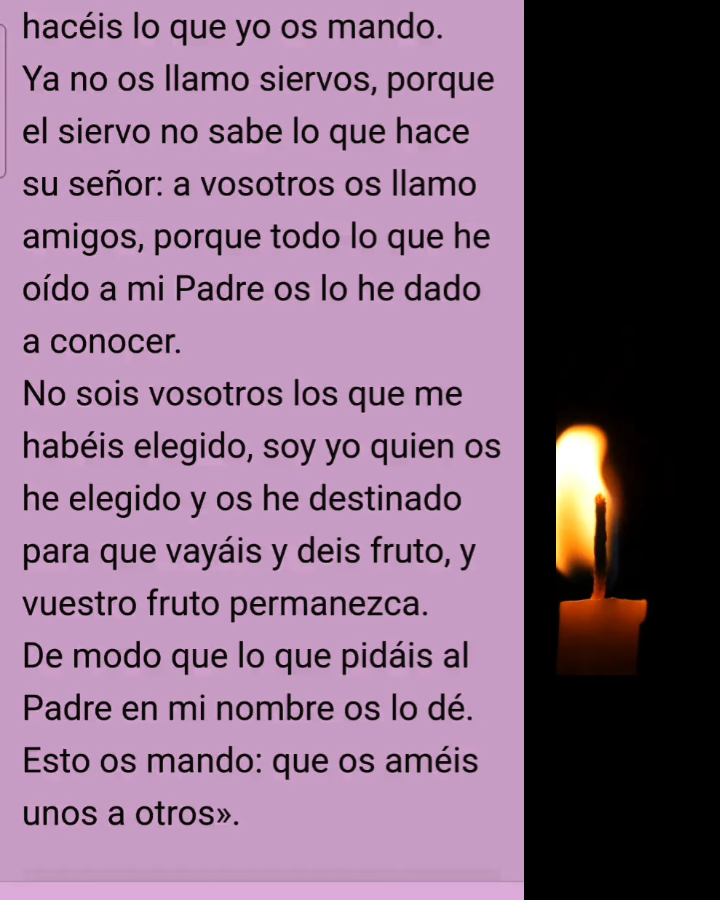 hacéis lo que yo os mando.
Ya no os llamo siervos, porque
el siervo no sabe lo que hace
su señor: a vosotros os llamo
amigos, porque todo lo que he
oído a mi Padre os lo he dado
a conocer.
No sois vosotros los que me
habéis elegido, soy yo quien os
he elegido y os he destinado
para que vayáis y deis fruto, y
vuestro fruto permanezca.
De modo que lo que pidáis al
Padre en mi nombre os lo dé.
Esto os mando: que os améis
unos a otros».